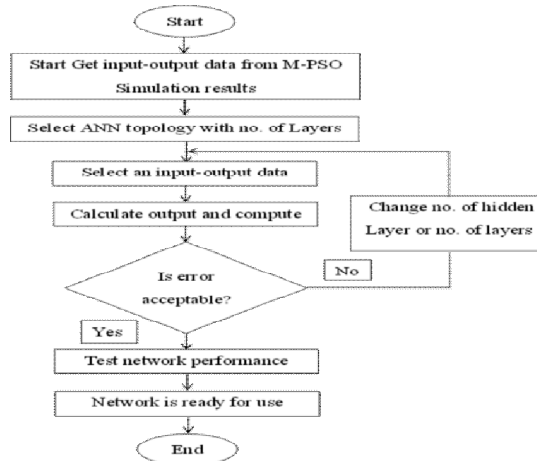 Start
Start Get input-output data from M-PSO
Simulation results
Select ANN topology with no. of Layers
Select an input-output data
Calculate output and compute
Change no. of hidden
Layer or no. of layers
Is error
acceptable?
No
Yes
Test network performance
Network is ready for use
End